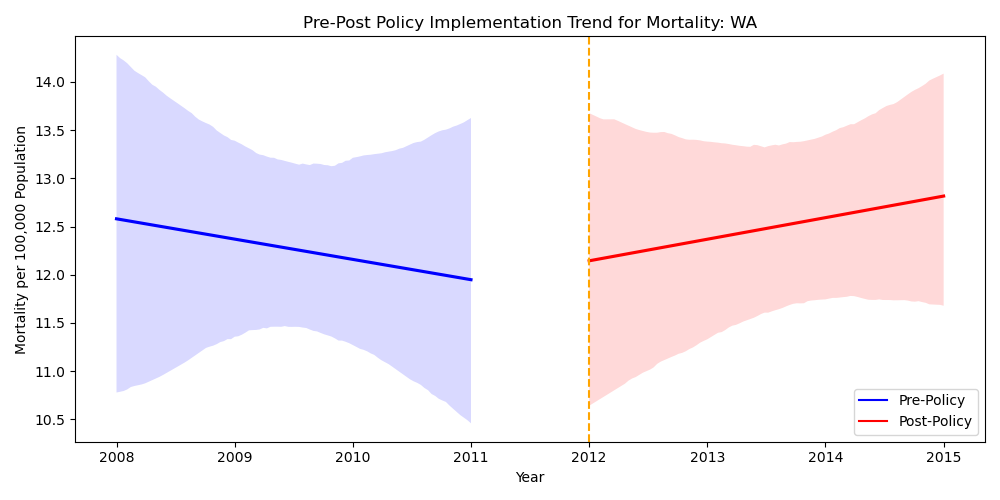 Pre-Post Policy Implementation Trend for Mortality: WA
Mortality per 100,000 Population
14.0
13.5
13.0
12.5
12.0
11.5
11.0
10.5
Pre-Policy
Post-Policy
2008 2009 2010 2011 2012 2013 2014 2015
Year